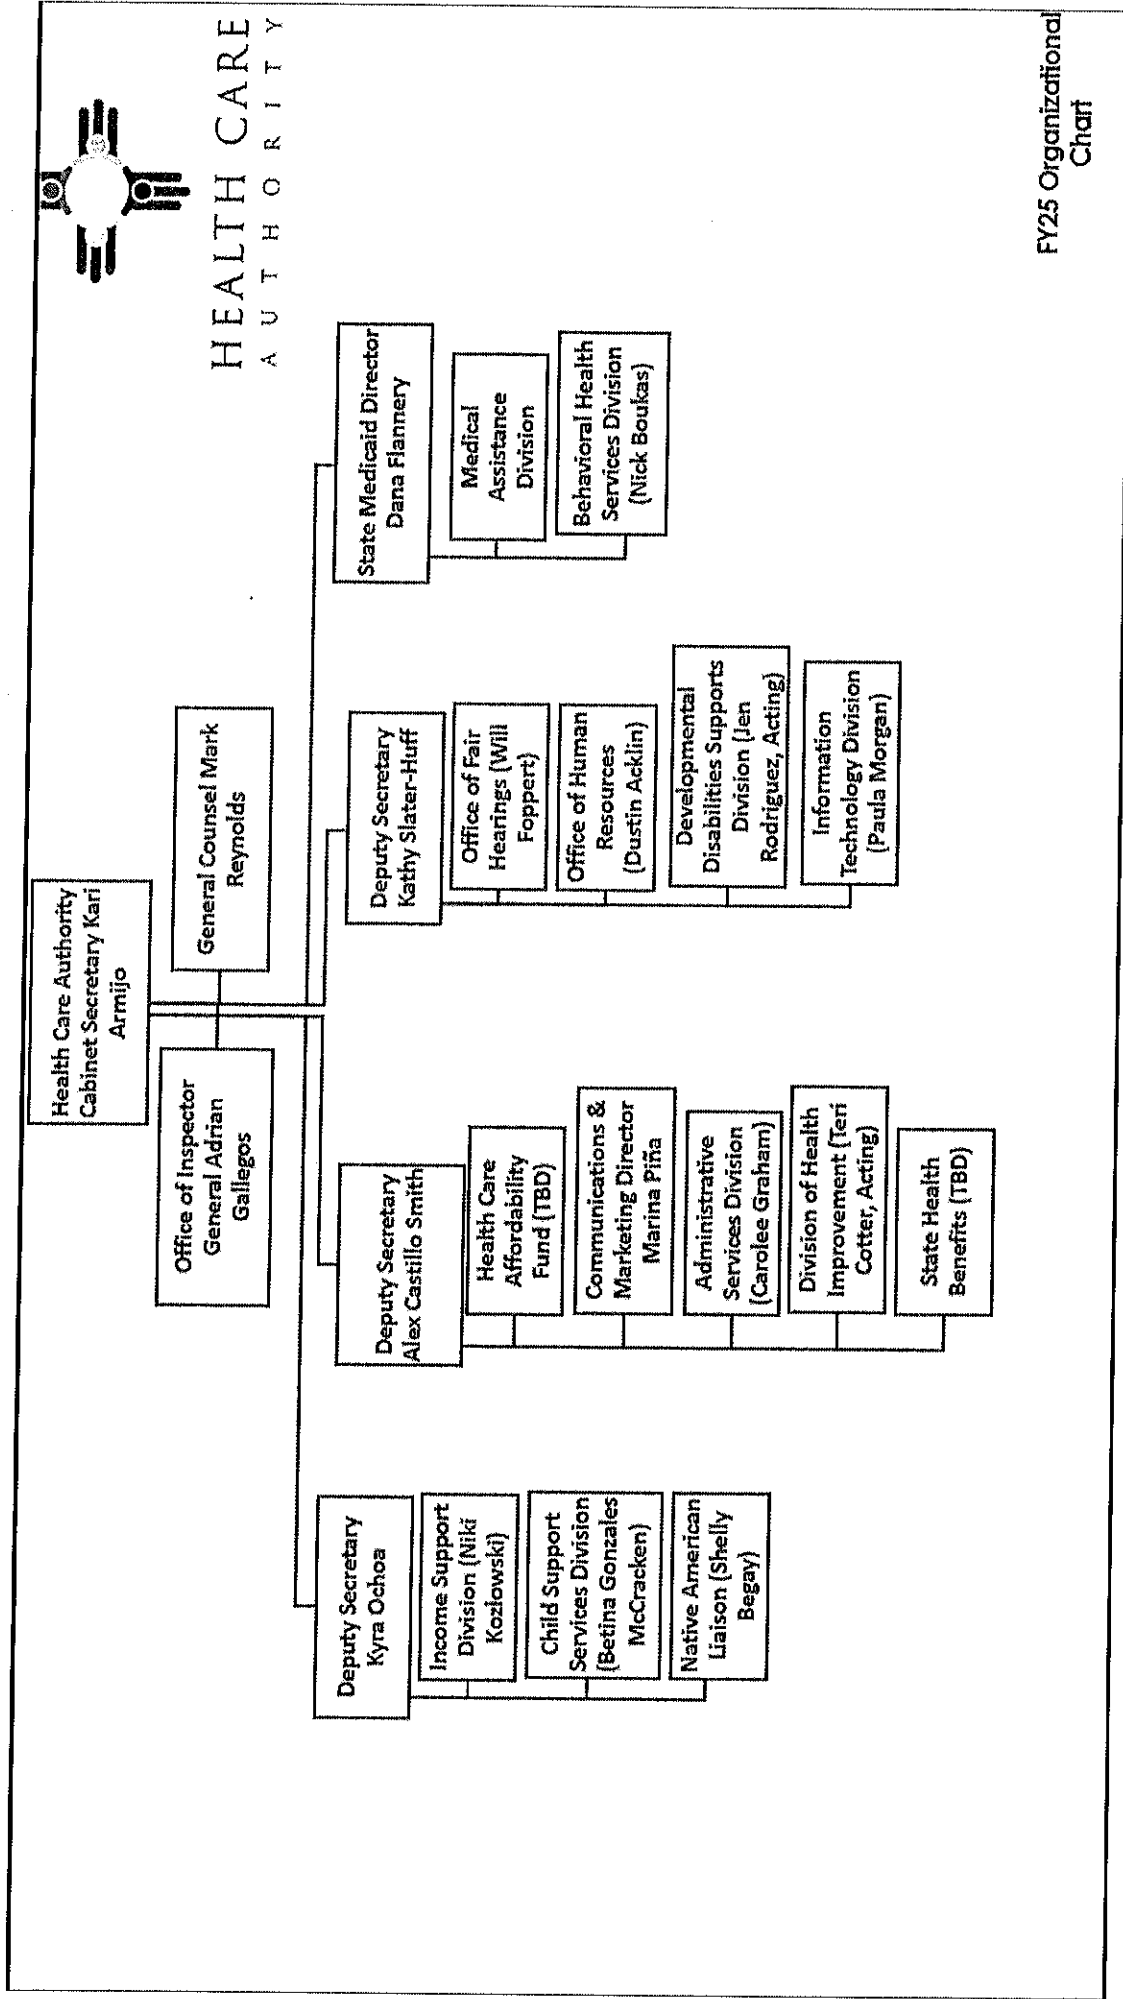 HEALTH CARE
AUTHORITY
Health Care Authority
Cabinet Secretary Kari
Armijo
Office of Inspector
General Adrian
Gallegos
General Counsel Mark
Reynolds
Deputy Secretary
Kyra Ochoa
Income Support
Division (Niki
Kozlowski)
Child Support
Services Division
(Betina Gonzales
McCracken)
Native American
Liaison (Shelly
Begay)
Deputy Secretary
Alex Castillo Smith
Health Care
Affordability
Fund (TBD)
Communications &
Marketing Director
Marina Piña
Administrative
Services Division
(Carolee Graham)
Division of Health
Improvement (Teri
Cotter, Acting)
State Health
Benefits (TBD)
Deputy Secretary
Kathy Slater-Huff
Office of Fair
Hearings (Will
Foppert)
Office of Human
Resources
(Dustin Acklin)
Developmental
Disabilities Supports
Division (Jen
Rodriguez, Acting)
Information
Technology Division
(Paula Morgan)
State Medicaid Director
Dana Flannery
Medical
Assistance
Division
Behavioral Health
Services Division
(Nick Boukas)
FY25 Organizational
Chart